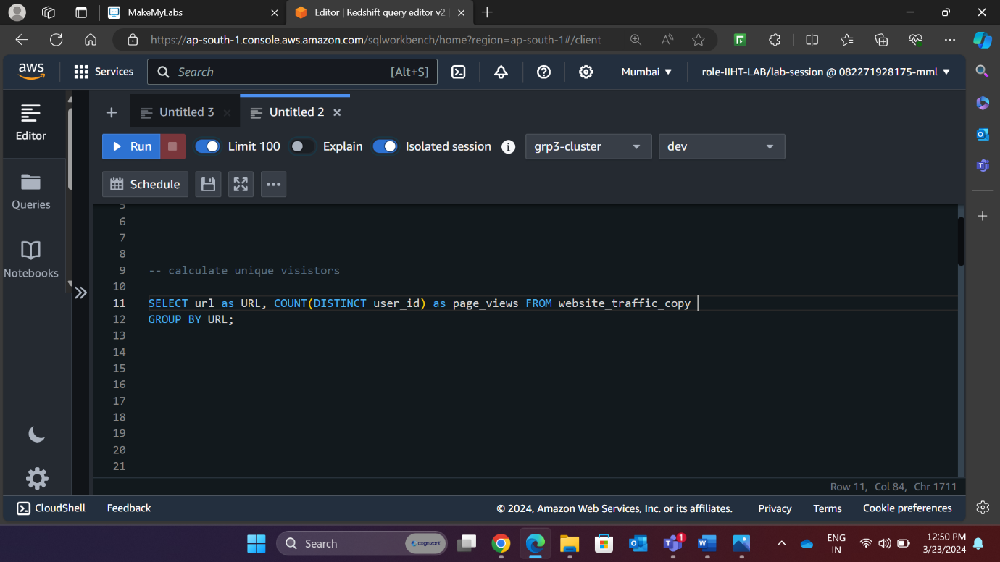 MakeMyLabs
Editor | Redshift query editor v2 |
https://ap-south-1.console.aws.amazon.com/sqlworkbench/home?region=ap-south-1#/client
aws
Services
Search [Alt+S]
Mumbai
role-IIHT-LAB/lab-session @ 082271928175-mml
Editor
Queries
Notebooks
Untitled 3
Untitled 2
Run
Limit 100
Explain
Isolated session
grp3-cluster
dev
Schedule
5
6
7
8
9 -- calculate unique visistors
10
11 SELECT url as URL, COUNT(DISTINCT user_id) as page_views FROM website_traffic_copy
12 GROUP BY URL;
13
14
15
16
17
18
19
20
21
Row 11, Col 84, Chr 1711
CloudShell
Feedback
© 2024, Amazon Web Services, Inc. or its affiliates.
Privacy
Terms
Cookie preferences
Search
cognizant
1
ENG
IN
12:50 PM
3/23/2024